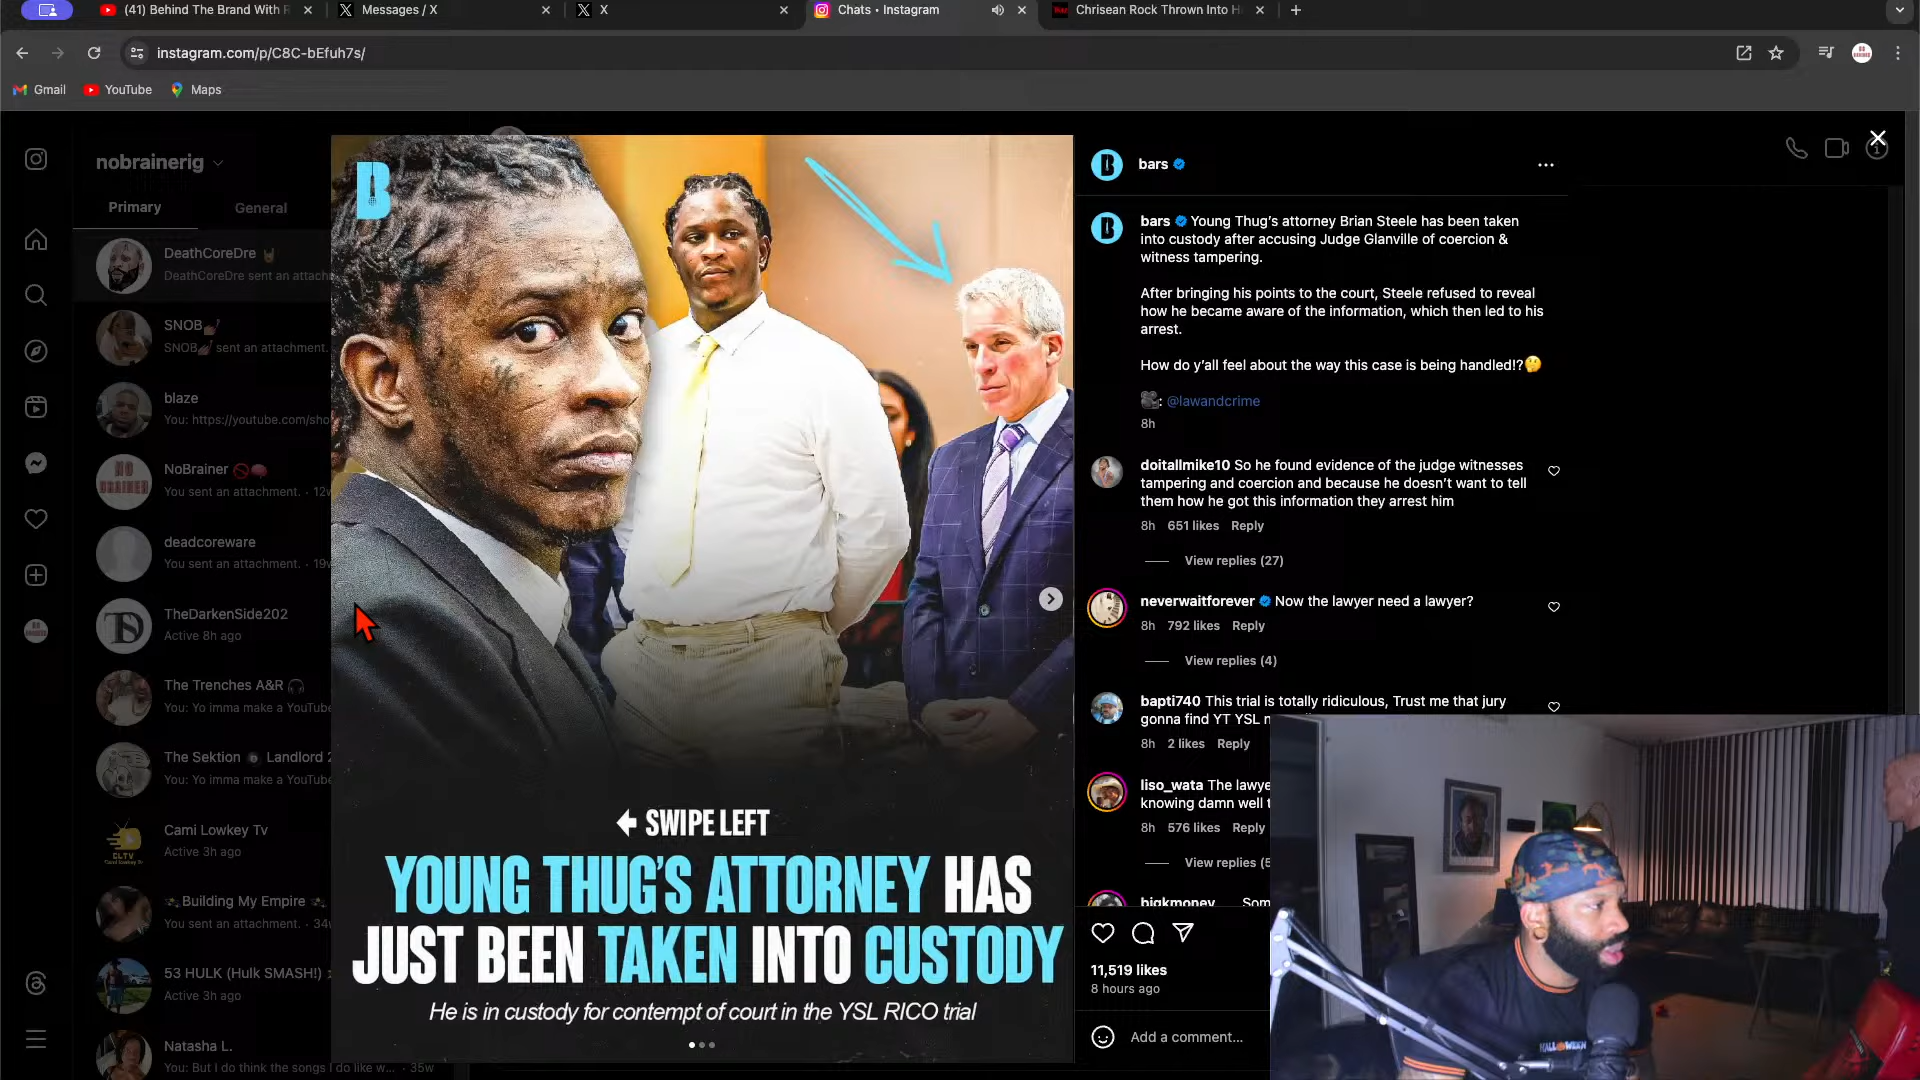 (41) Behind The Brand With R
Messages / X
X
Chats • Instagram
Chrisean Rock Thrown Into H
instagram.com/p/C8C-bEfuh7s/
Gmail
YouTube
Maps
nobrainerig
Primary
General
DeathCoreDre 🤘
DeathCoreDre sent an attach
SNOB💅
SNOB💅 sent an attachment.
blaze
You: https://youtube.com/sho
NoBrainer 🚫🧠
You sent an attachment. · 12w
deadcoreware
You sent an attachment. · 19w
TheDarkenSide202
Active 8h ago
The Trenches A&R 🎧
You: Yo imma make a YouTube
The Sektion Landlord 2
You: Yo imma make a YouTube
Cami Lowkey Tv
Active 3h ago
Building My Empire
You sent an attachment. · 34w
53 HULK (Hulk SMASH!)
Active 3h ago
Natasha L.
You: But I do think the songs I do like w... · 35w
B
SWIPE LEFT
YOUNG THUG'S ATTORNEY HAS
JUST BEEN TAKEN INTO CUSTODY
He is in custody for contempt of court in the YSL RICO trial
bars
bars Young Thug's attorney Brian Steele has been taken
into custody after accusing Judge Glanville of coercion &
witness tampering.
After bringing his points to the court, Steele refused to reveal
how he became aware of the information, which then led to his
arrest.
How do y'all feel about the way this case is being handled!?🤔
🎥: @lawandcrime
8h
doitallmike10 So he found evidence of the judge witnesses
tampering and coercion and because he doesn't want to tell
them how he got this information they arrest him
8h 651 likes Reply
View replies (27)
neverwaitforever Now the lawyer need a lawyer?
8h 792 likes Reply
View replies (4)
bapti740 This trial is totally ridiculous, Trust me that jury
gonna find YT YSL n
8h 2 likes Reply
liso_wata The lawye
knowing damn well t
8h 576 likes Reply
View replies (5
bigkmoney Som
11,519 likes
8 hours ago
Add a comment...
HALLOWEEN